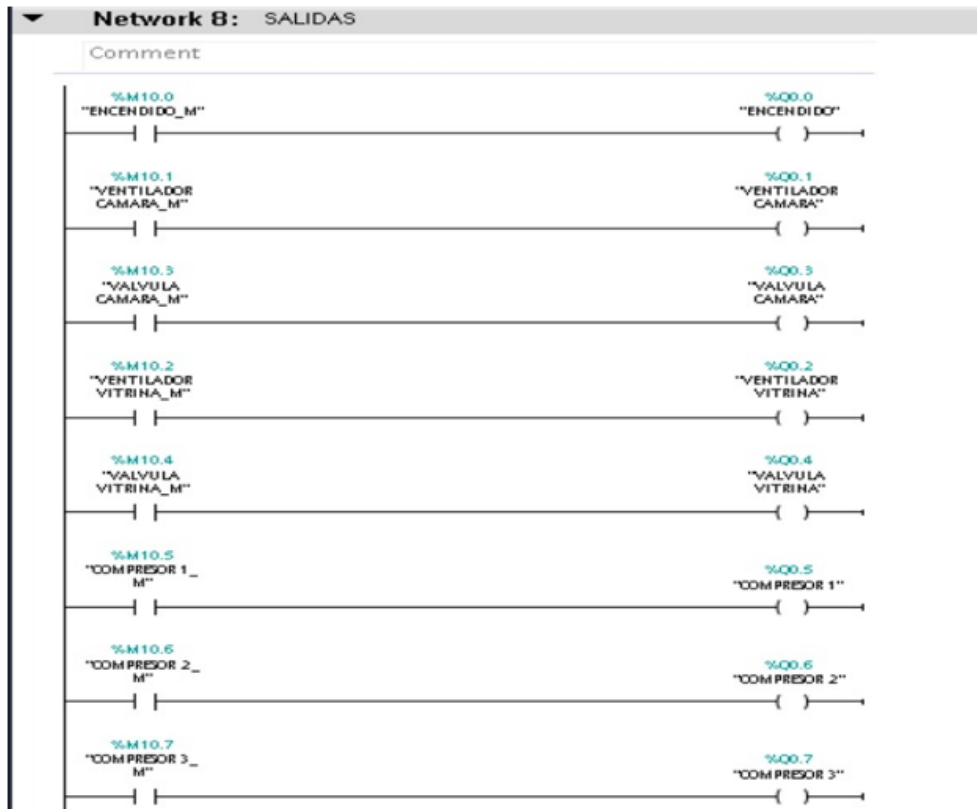 Network 8: SALIDAS
Comment
%M10.0
"ENCENDIDO_M"
%Q0.0
"ENCENDIDO"
%M10.1
"VENTILADOR
CAMARA_M"
%Q0.1
"VENTILADOR
CAMARA"
%M10.3
"VALVULA
CAMARA_M"
%Q0.3
"VALVULA
CAMARA"
%M10.2
"VENTILADOR
VITRINA_M"
%Q0.2
"VENTILADOR
VITRINA"
%M10.4
"VALVULA
VITRINA_M"
%Q0.4
"VALVULA
VITRINA"
%M10.5
"COMPRESOR 1_
M"
%Q0.5
"COMPRESOR 1"
%M10.6
"COMPRESOR 2_
M"
%Q0.6
"COMPRESOR 2"
%M10.7
"COMPRESOR 3_
M"
%Q0.7
"COMPRESOR 3"